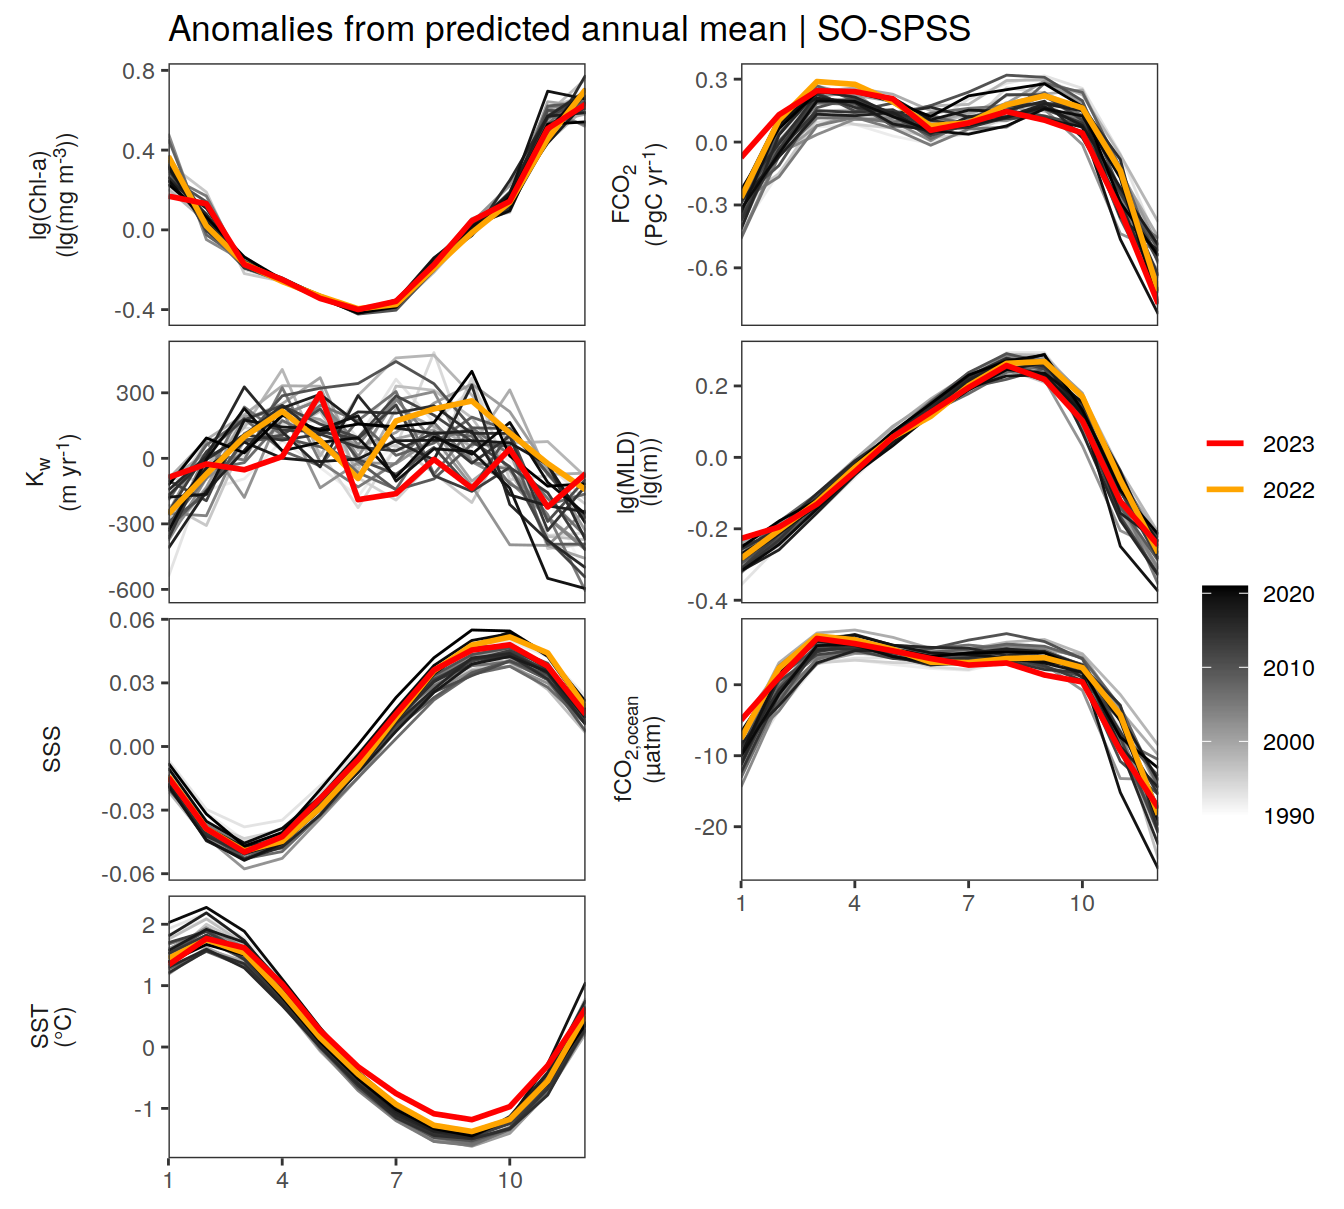 Anomalies from predicted annual mean | SO-SPSS
lg(Chl-a)
(lg(mg m⁻³))
0.8
0.4
0.0
-0.4
FCO₂
(PgC yr⁻¹)
0.3
0.0
-0.3
-0.6
K_w
(m yr⁻¹)
300
0
-300
-600
lg(MLD)
(lg(m))
0.2
0.0
-0.2
-0.4
SSS
0.06
0.03
0.00
-0.03
-0.06
fCO₂,ocean
(µatm)
0
-10
-20
1 4 7 10
SST
(°C)
2
1
0
-1
1 4 7 10
2023
2022
2020
2010
2000
1990